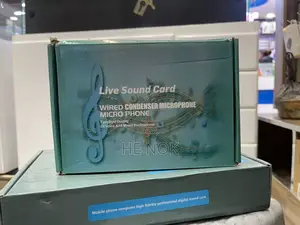 Live Sound Card
WIRED CONDENSER MICROPHONE
MICRO PHONE
HENOK
Mobile phone computer high fidelity professional digital sound card